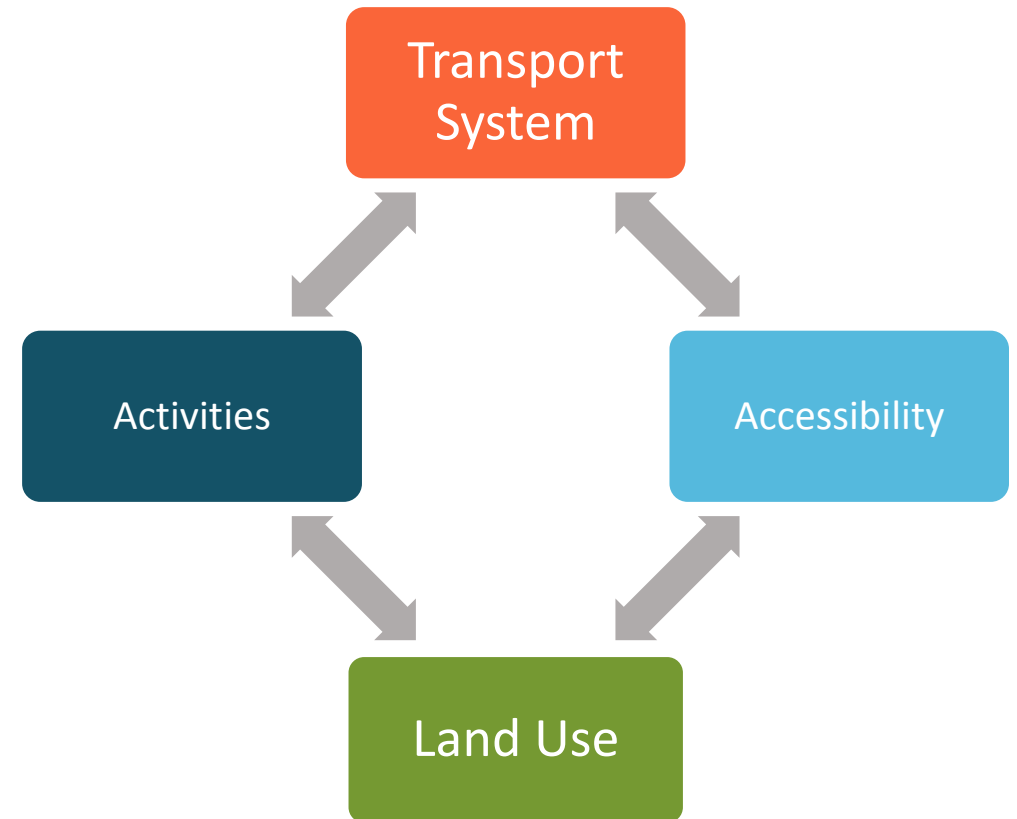 Transport
System
Activities
Accessibility
Land Use